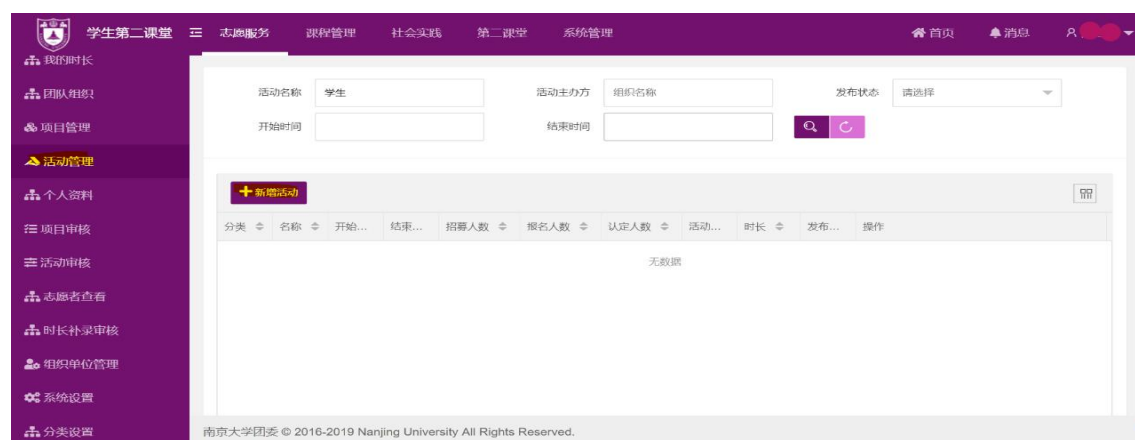 学生第二课堂 志愿服务 课程管理 社会实践 第二课堂 系统管理 首页 消息
我的时长
团队组织
项目管理
活动管理
个人资料
项目审核
活动审核
志愿者查看
时长补录审核
组织单位管理
系统设置
分类设置
活动名称 学生 活动主办方 组织名称 发布状态 请选择
开始时间 结束时间
新增活动
分类 名称 开始... 结束... 招募人数 报名人数 认定人数 活动... 时长 发布... 操作
无数据
南京大学团委 © 2016-2019 Nanjing University All Rights Reserved.